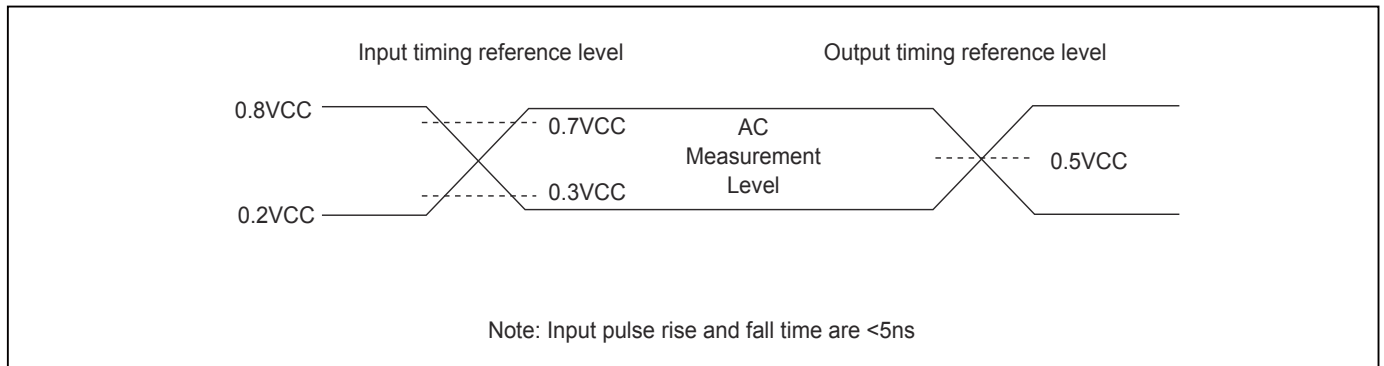 Input timing reference level
Output timing reference level
0.8VCC
0.7VCC
AC
Measurement
Level
0.5VCC
0.3VCC
0.2VCC
Note: Input pulse rise and fall time are <5ns